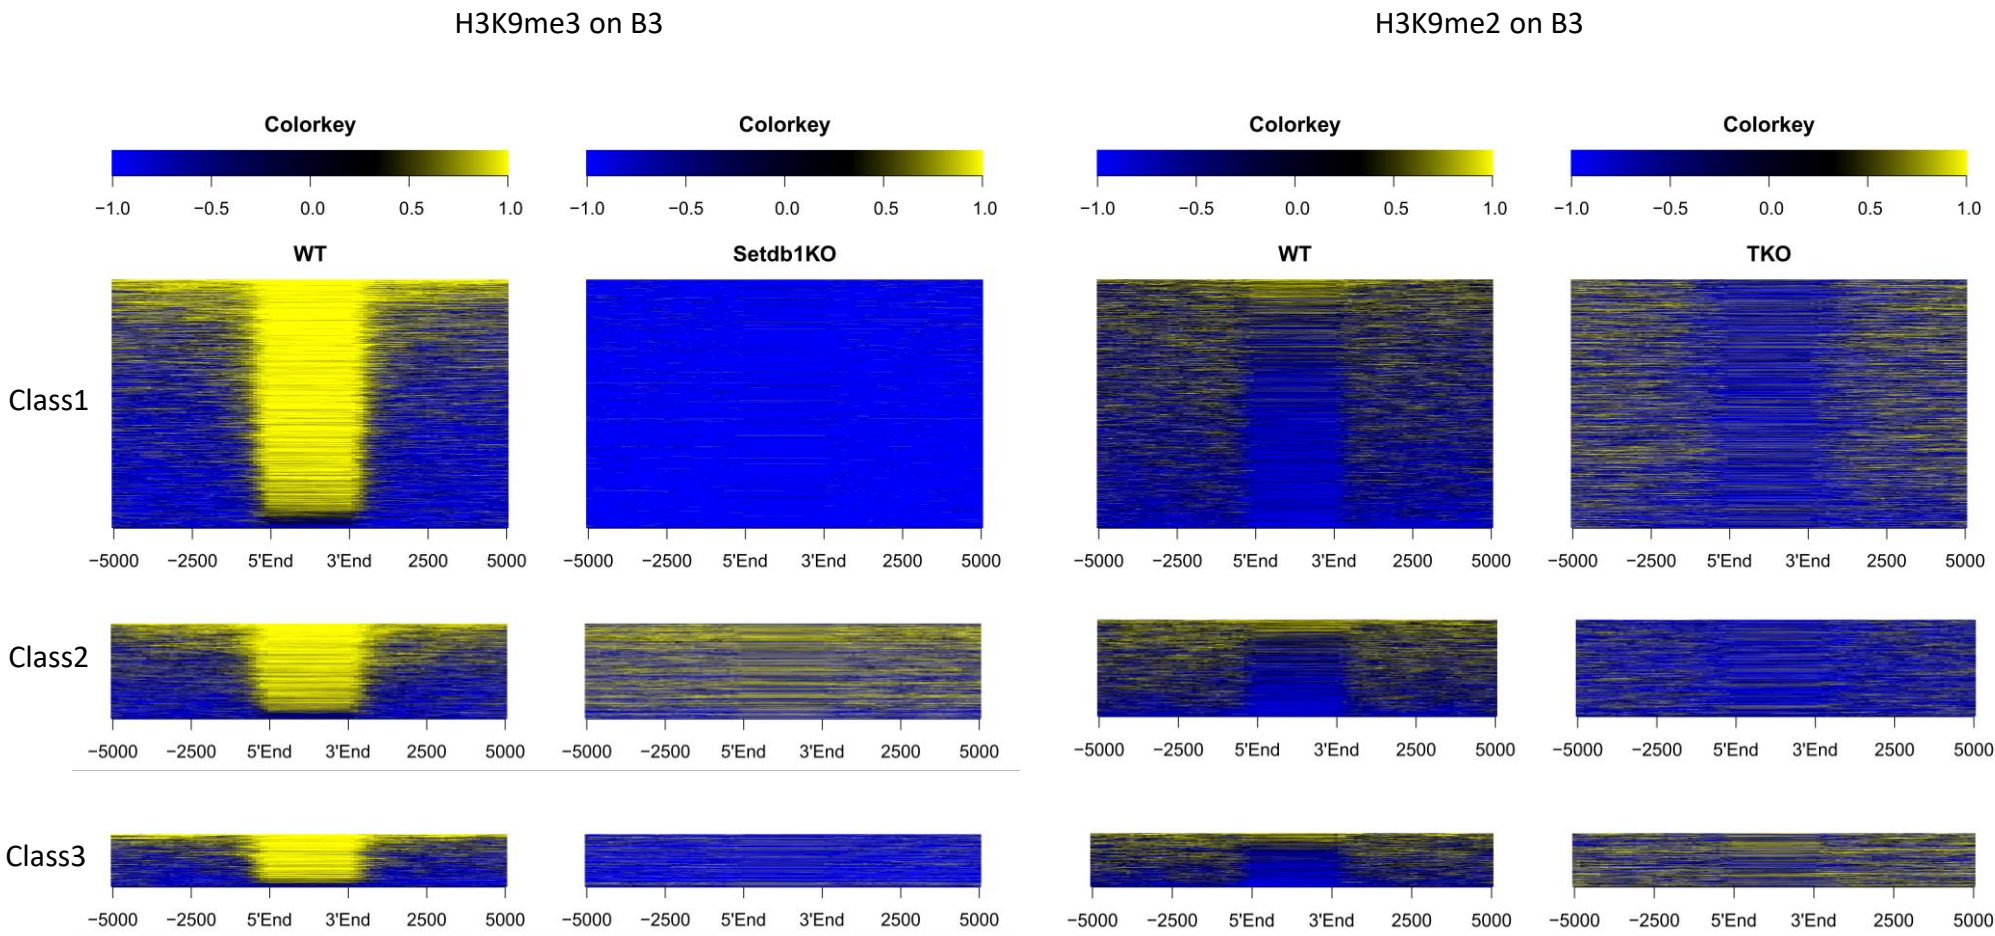 H3K9me3 on B3 H3K9me2 on B3
Colorkey Colorkey Colorkey Colorkey
−1.0 −0.5 0.0 0.5 1.0 −1.0 −0.5 0.0 0.5 1.0 −1.0 −0.5 0.0 0.5 1.0 −1.0 −0.5 0.0 0.5 1.0
WT Setdb1KO WT TKO
Class1
−5000 −2500 5'End 3'End 2500 5000 −5000 −2500 5'End 3'End 2500 5000 −5000 −2500 5'End 3'End 2500 5000 −5000 −2500 5'End 3'End 2500 5000
Class2
−5000 −2500 5'End 3'End 2500 5000 −5000 −2500 5'End 3'End 2500 5000 −5000 −2500 5'End 3'End 2500 5000 −5000 −2500 5'End 3'End 2500 5000
Class3
−5000 −2500 5'End 3'End 2500 5000 −5000 −2500 5'End 3'End 2500 5000 −5000 −2500 5'End 3'End 2500 5000 −5000 −2500 5'End 3'End 2500 5000